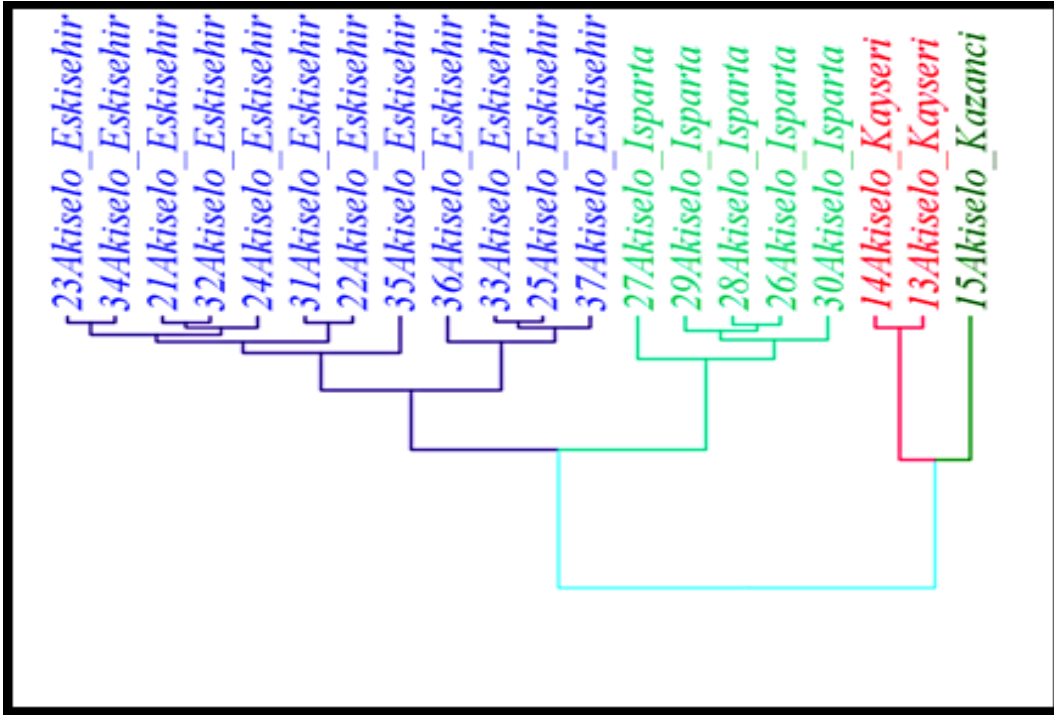 23Akiselo_Eskisehir
34Akiselo_Eskisehir
21Akiselo_Eskisehir
32Akiselo_Eskisehir
24Akiselo_Eskisehir
31Akiselo_Eskisehir
22Akiselo_Eskisehir
35Akiselo_Eskisehir
36Akiselo_Eskisehir
33Akiselo_Eskisehir
25Akiselo_Eskisehir
37Akiselo_Eskisehir
27Akiselo_Isparta
29Akiselo_Isparta
28Akiselo_Isparta
26Akiselo_Isparta
30Akiselo_Isparta
14Akiselo_Kayseri
13Akiselo_Kayseri
15Akiselo_Kazanci